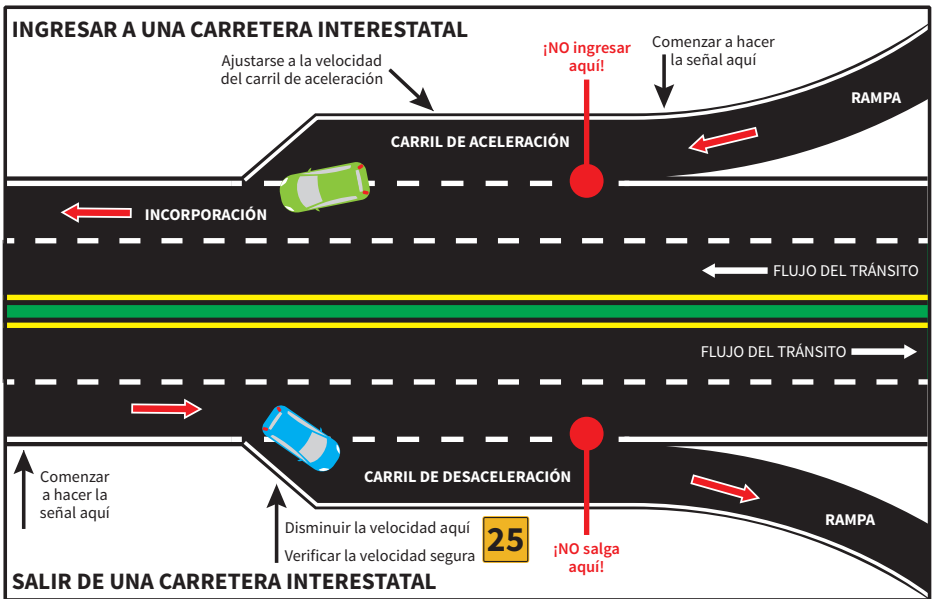 INGRESAR A UNA CARRETERA INTERESTATAL
Ajustarse a la velocidad
del carril de aceleración
¡NO ingresar
aquí!
Comenzar a hacer
la señal aquí
RAMPA
CARRIL DE ACELERACIÓN
INCORPORACIÓN
FLUJO DEL TRÁNSITO
FLUJO DEL TRÁNSITO
Comenzar
a hacer la
señal aquí
CARRIL DE DESACELERACIÓN
RAMPA
Disminuir la velocidad aquí
Verificar la velocidad segura
25
¡NO salga
aquí!
SALIR DE UNA CARRETERA INTERESTATAL